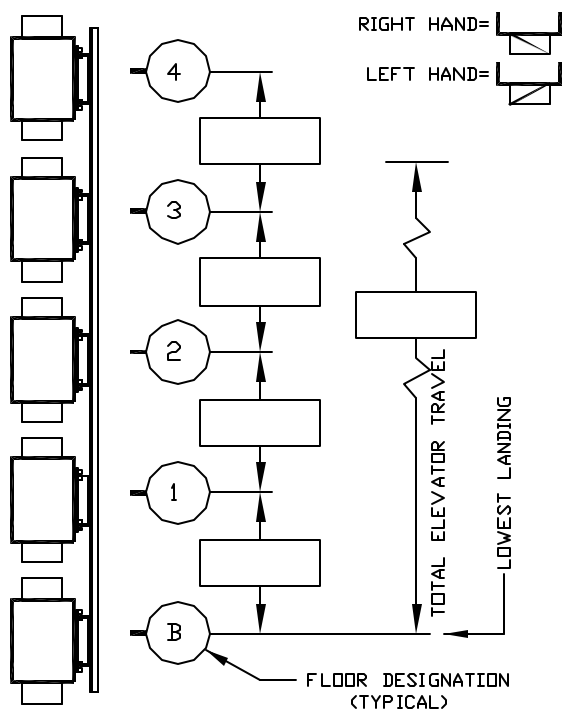 RIGHT HAND=
LEFT HAND=
4
3
2
1
B
TOTAL ELEVATOR TRAVEL
LOWEST LANDING
FLOOR DESIGNATION
(TYPICAL)